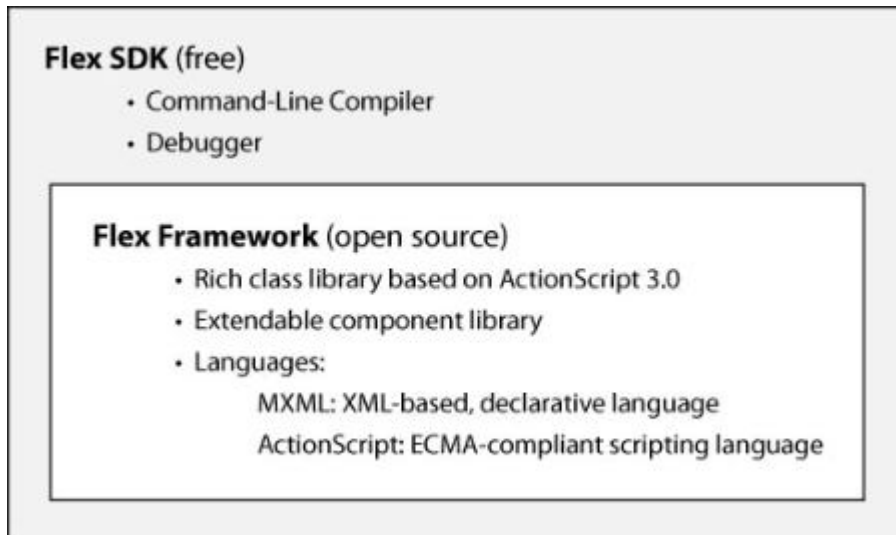 Flex SDK (free)
• Command-Line Compiler
• Debugger
Flex Framework (open source)
• Rich class library based on ActionScript 3.0
• Extendable component library
• Languages:
MXML: XML-based, declarative language
ActionScript: ECMA-compliant scripting language